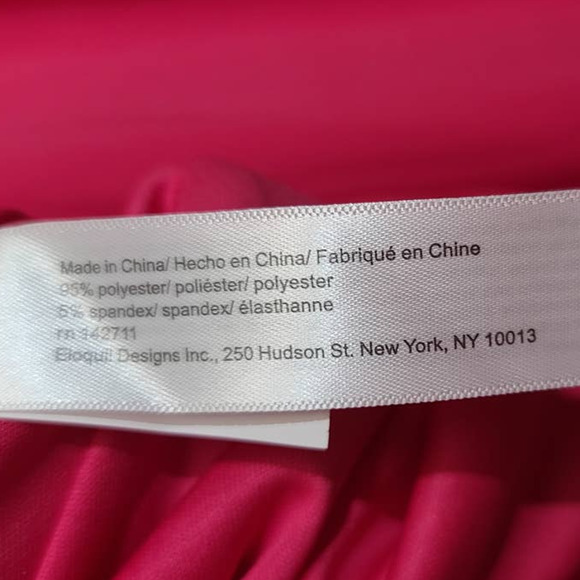 Made in China/ Hecho en China/ Fabriqué en Chine
95% polyester/ poliéster/ polyester
5% spandex/ spandex/ élasthanne
rn 142711
Eloquii Designs Inc., 250 Hudson St. New York, NY 10013